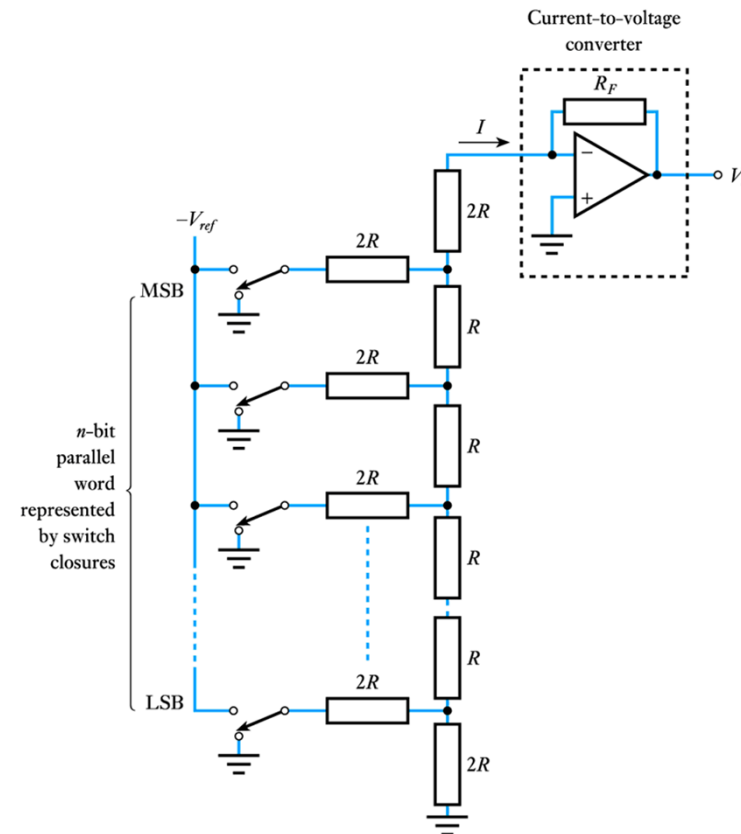 Current-to-voltage
converter
R_F
I
−
+
V
2R
−V_ref
2R
MSB
R
2R
n-bit
parallel
word
represented
by switch
closures
R
2R
R
R
2R
LSB
2R